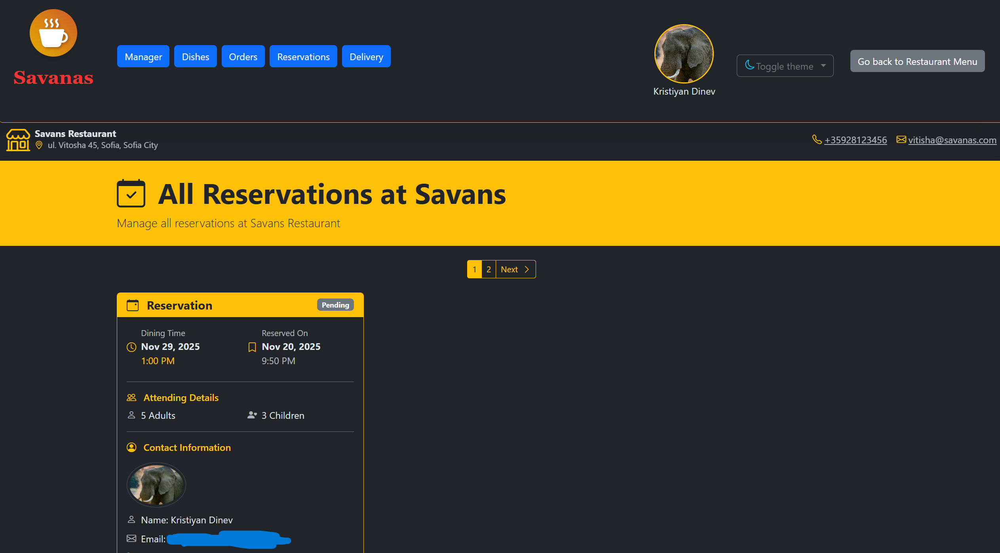 Savanas
Manager
Dishes
Orders
Reservations
Delivery
Kristiyan Dinev
Toggle theme
Go back to Restaurant Menu
Savans Restaurant
ul. Vitosha 45, Sofia, Sofia City
+35928123456
vitisha@savanas.com
All Reservations at Savans
Manage all reservations at Savans Restaurant
1 2 Next
Reservation
Pending
Dining Time
Nov 29, 2025
1:00 PM
Reserved On
Nov 20, 2025
9:50 PM
Attending Details
5 Adults
3 Children
Contact Information
Name: Kristiyan Dinev
Email: